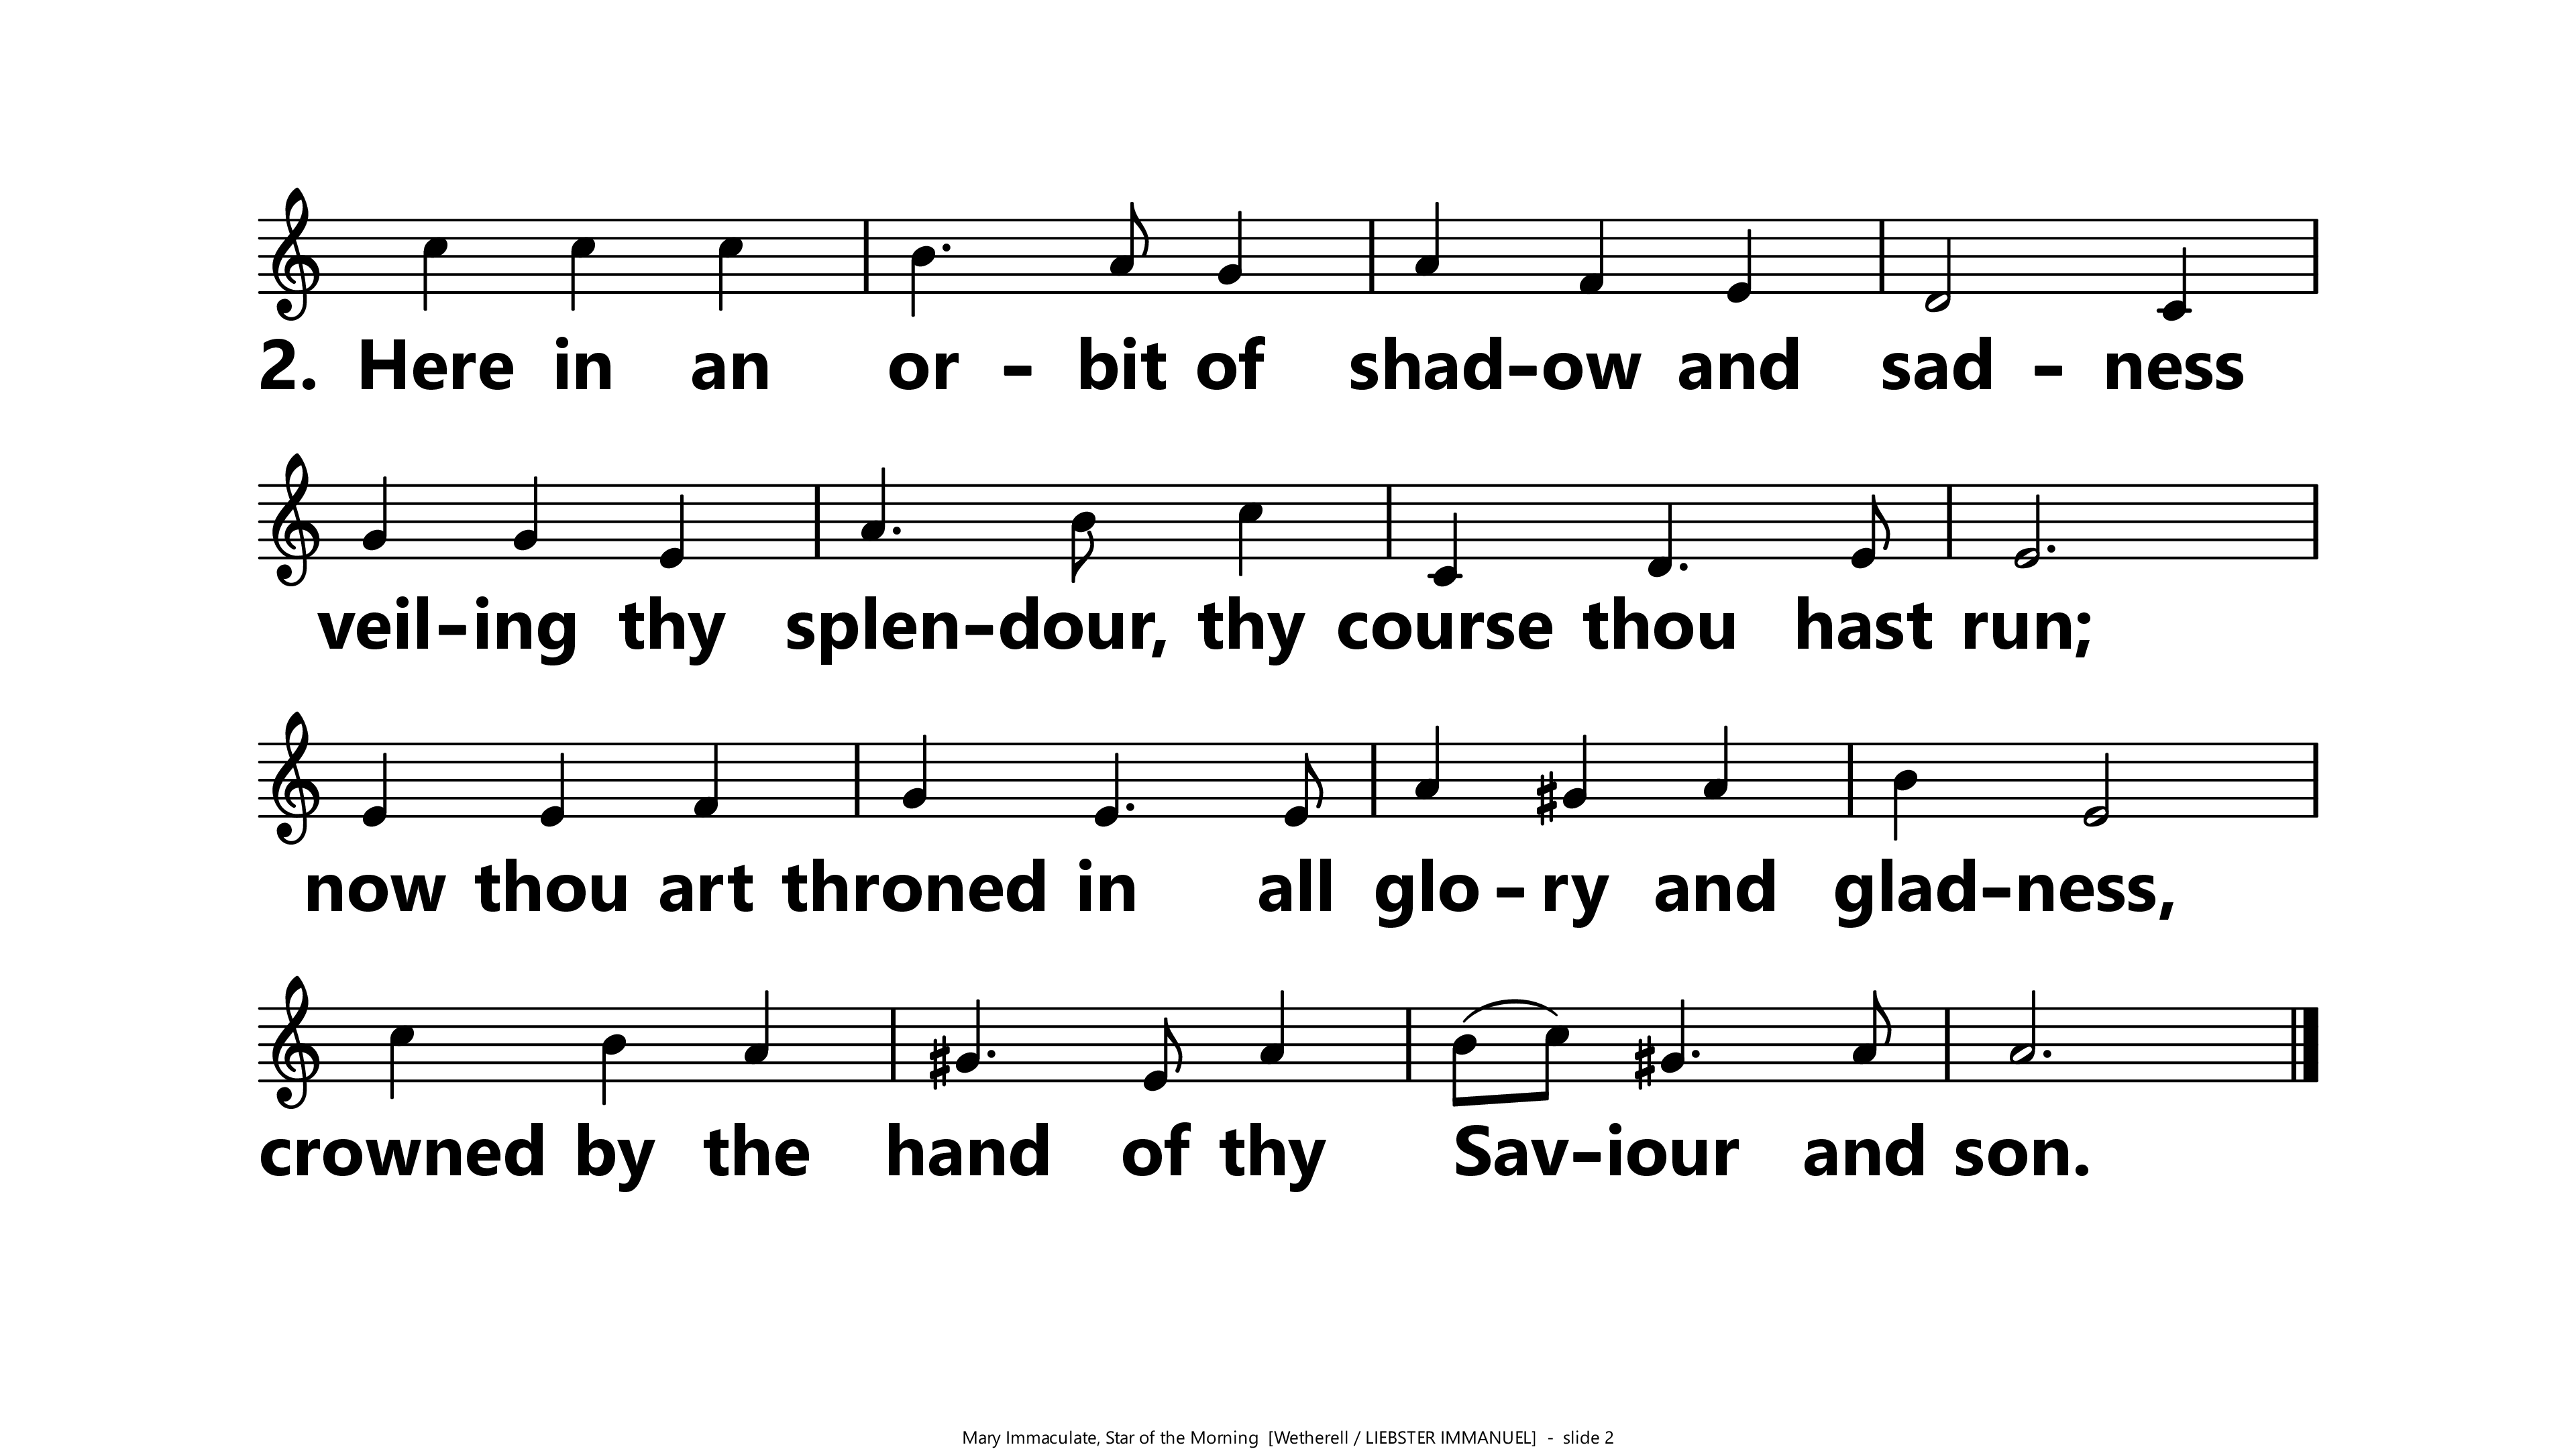 2. Here in an or - bit of shad-ow and sad - ness
veil-ing thy splen-dour, thy course thou hast run;
now thou art throned in all glo - ry and glad-ness,
crowned by the hand of thy Sav-iour and son.
Mary Immaculate, Star of the Morning [Wetherell / LIEBSTER IMMANUEL] - slide 2